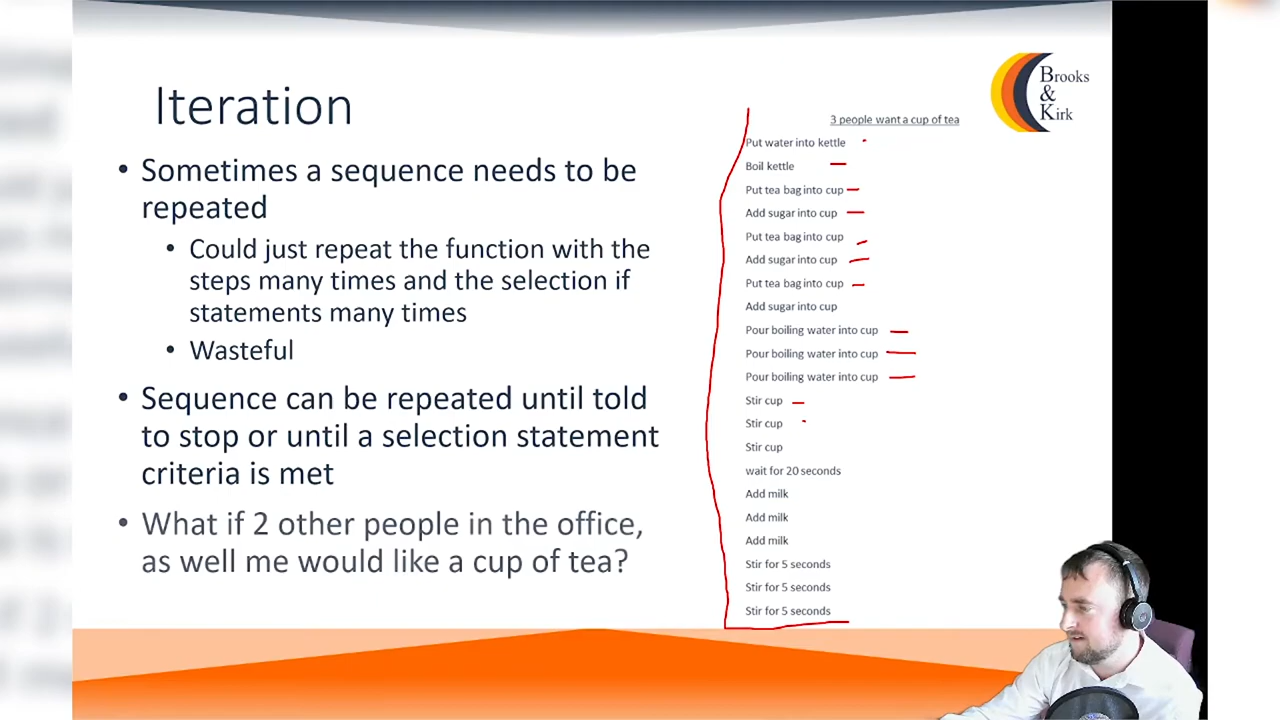 Iteration
• Sometimes a sequence needs to be
repeated
• Could just repeat the function with the
steps many times and the selection if
statements many times
• Wasteful
• Sequence can be repeated until told
to stop or until a selection statement
criteria is met
• What if 2 other people in the office,
as well me would like a cup of tea?
Brooks
&
Kirk
3 people want a cup of tea
Put water into kettle
Boil kettle
Put tea bag into cup
Add sugar into cup
Put tea bag into cup
Add sugar into cup
Put tea bag into cup
Add sugar into cup
Pour boiling water into cup
Pour boiling water into cup
Pour boiling water into cup
Stir cup
Stir cup
Stir cup
wait for 20 seconds
Add milk
Add milk
Add milk
Stir for 5 seconds
Stir for 5 seconds
Stir for 5 seconds